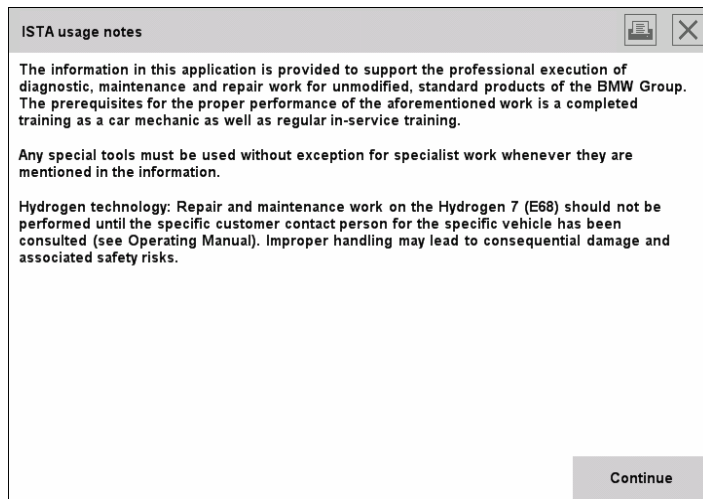 ISTA usage notes
The information in this application is provided to support the professional execution of
diagnostic, maintenance and repair work for unmodified, standard products of the BMW Group.
The prerequisites for the proper performance of the aforementioned work is a completed
training as a car mechanic as well as regular in-service training.
Any special tools must be used without exception for specialist work whenever they are
mentioned in the information.
Hydrogen technology: Repair and maintenance work on the Hydrogen 7 (E68) should not be
performed until the specific customer contact person for the specific vehicle has been
consulted (see Operating Manual). Improper handling may lead to consequential damage and
associated safety risks.
Continue